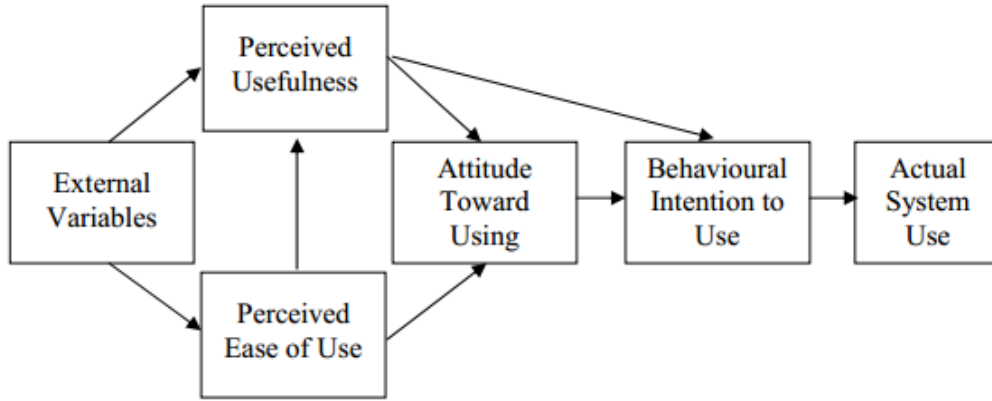 Perceived
Usefulness
External
Variables
Attitude
Toward
Using
Behavioural
Intention to
Use
Actual
System
Use
Perceived
Ease of Use